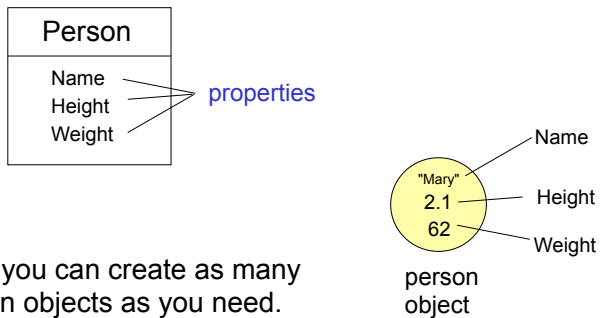 Person
Name
Height
Weight
properties
Name
"Mary"
2.1
Height
62
Weight
you can create as many
n objects as you need.
person
object